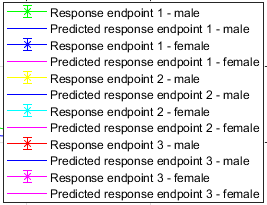 Response endpoint 1 - male
Predicted response endpoint 1 - male
Response endpoint 1 - female
Predicted response endpoint 1 - female
Response endpoint 2 - male
Predicted response endpoint 2 - male
Response endpoint 2 - female
Predicted response endpoint 2 - female
Response endpoint 3 - male
Predicted response endpoint 3 - male
Response endpoint 3 - female
Predicted response endpoint 3 - female